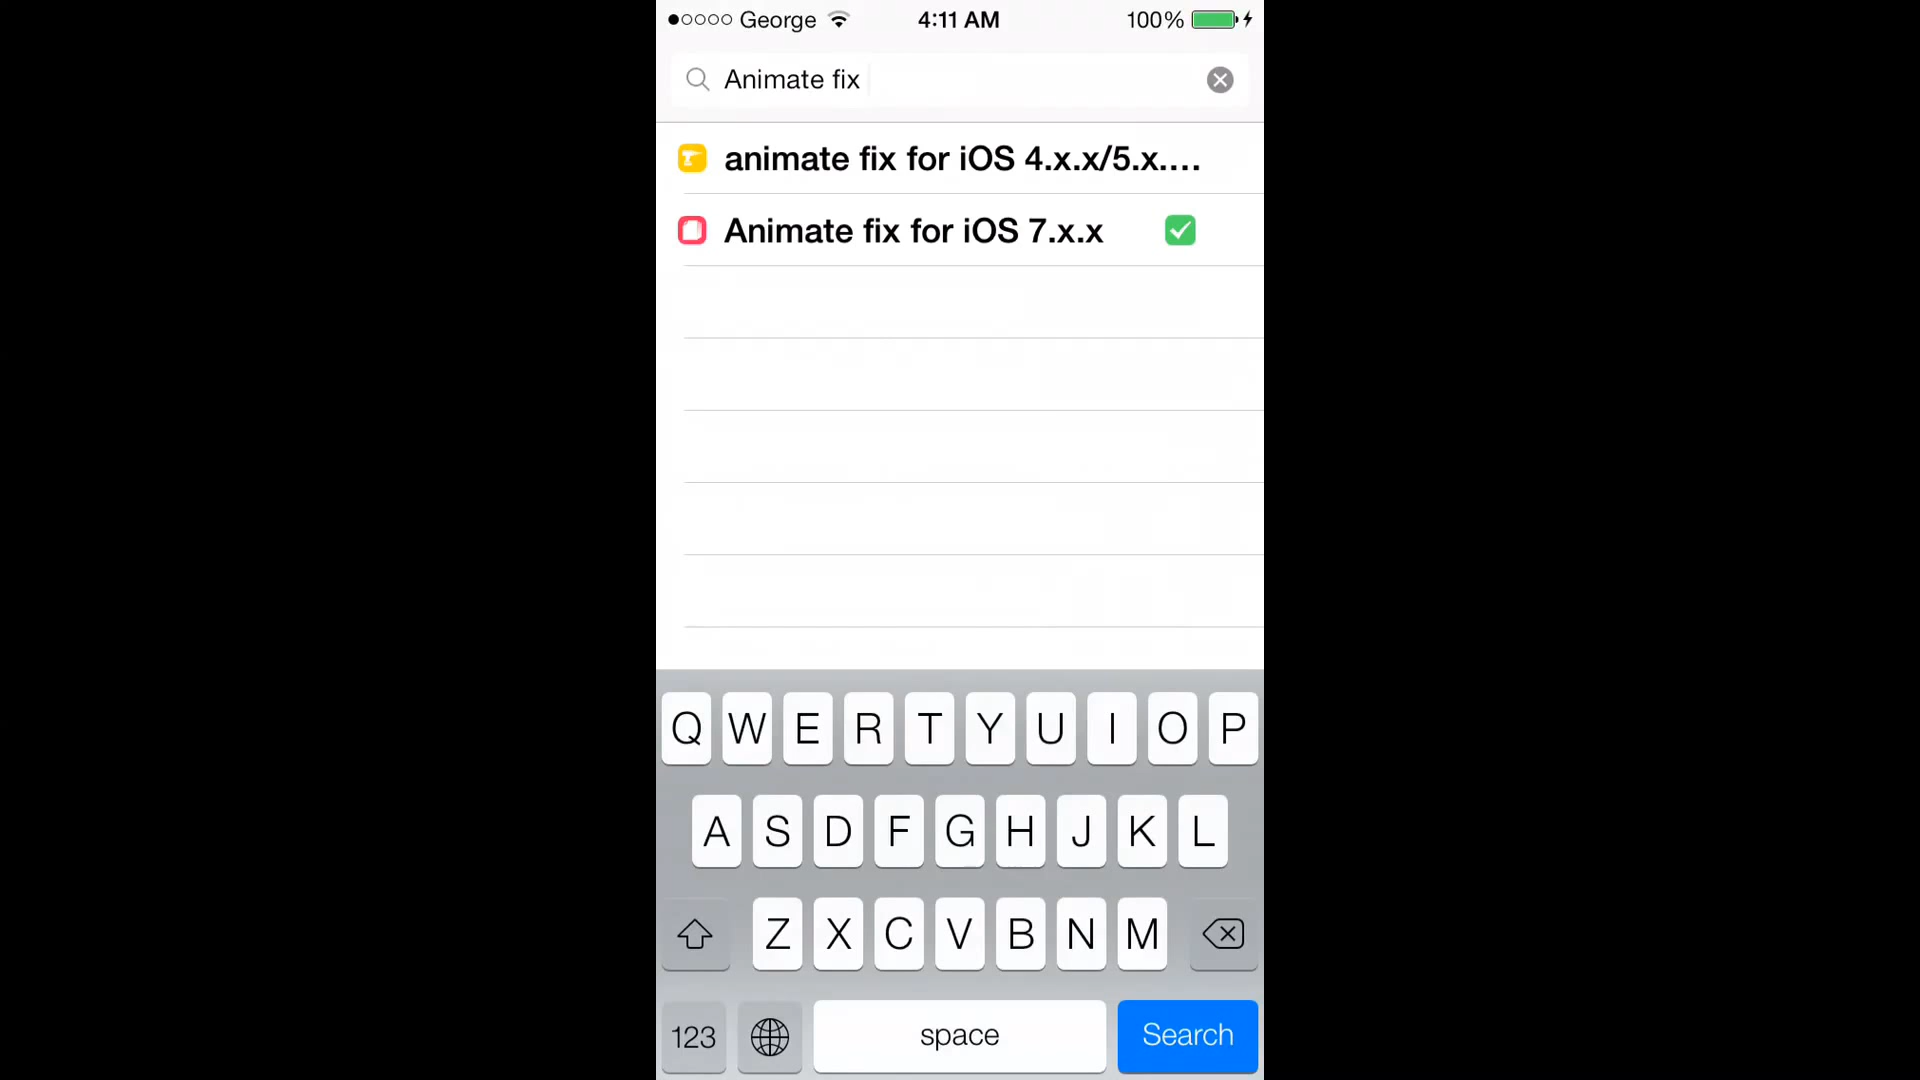 George 4:11 AM 100%
Animate fix
animate fix for iOS 4.x.x/5.x....
Animate fix for iOS 7.x.x
Q W E R T Y U I O P
A S D F G H J K L
Z X C V B N M
123 space Search